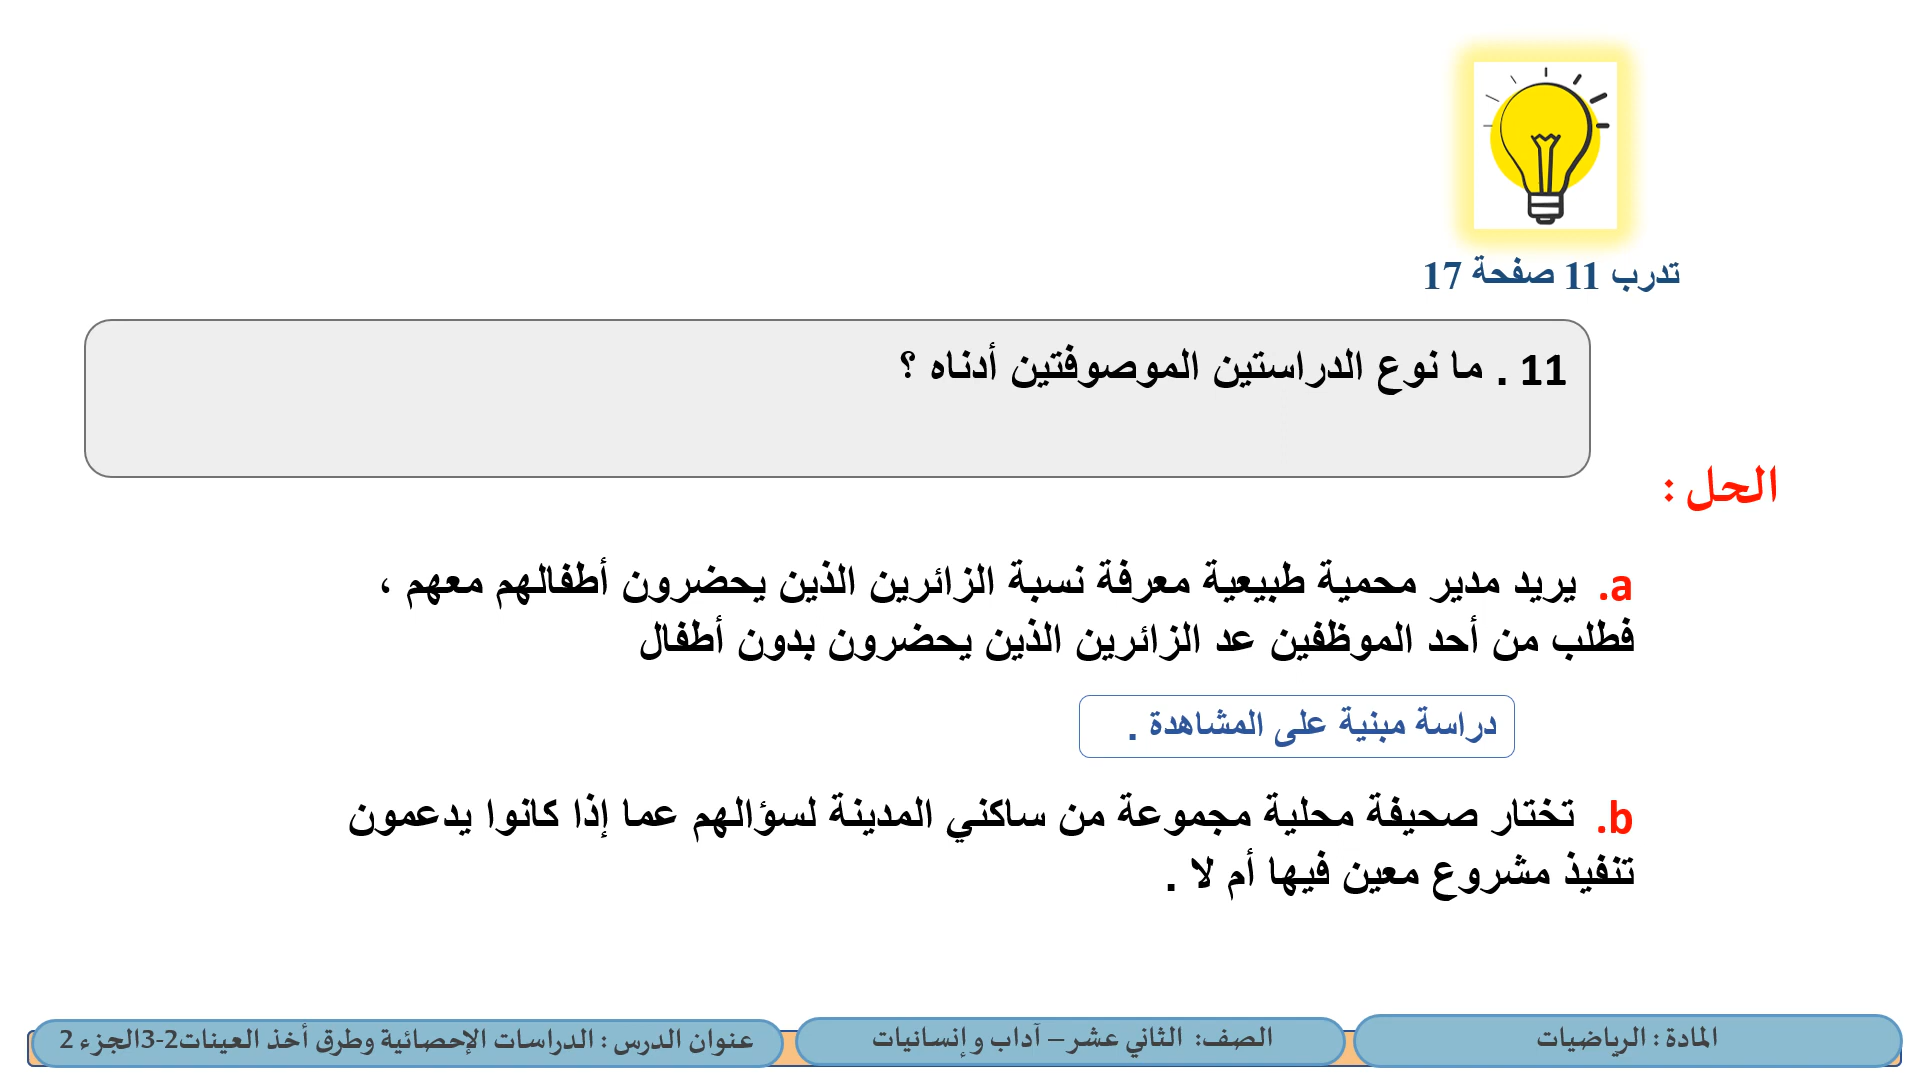 تدرب 11 صفحة 17
11 . ما نوع الدراستين الموصوفتين أدناه ؟
الحل :
a. يريد مدير محمية طبيعية معرفة نسبة الزائرين الذين يحضرون أطفالهم معهم ،
فطلب من أحد الموظفين عد الزائرين الذين يحضرون بدون أطفال
دراسة مبنية على المشاهدة .
b. تختار صحيفة محلية مجموعة من ساكني المدينة لسؤالهم عما إذا كانوا يدعمون
تنفيذ مشروع معين فيها أم لا .
المادة : الرياضيات
الصف: الثاني عشر – آداب وإنسانيات
عنوان الدرس : الدراسات الإحصائية وطرق أخذ العينات2-3الجزء 2